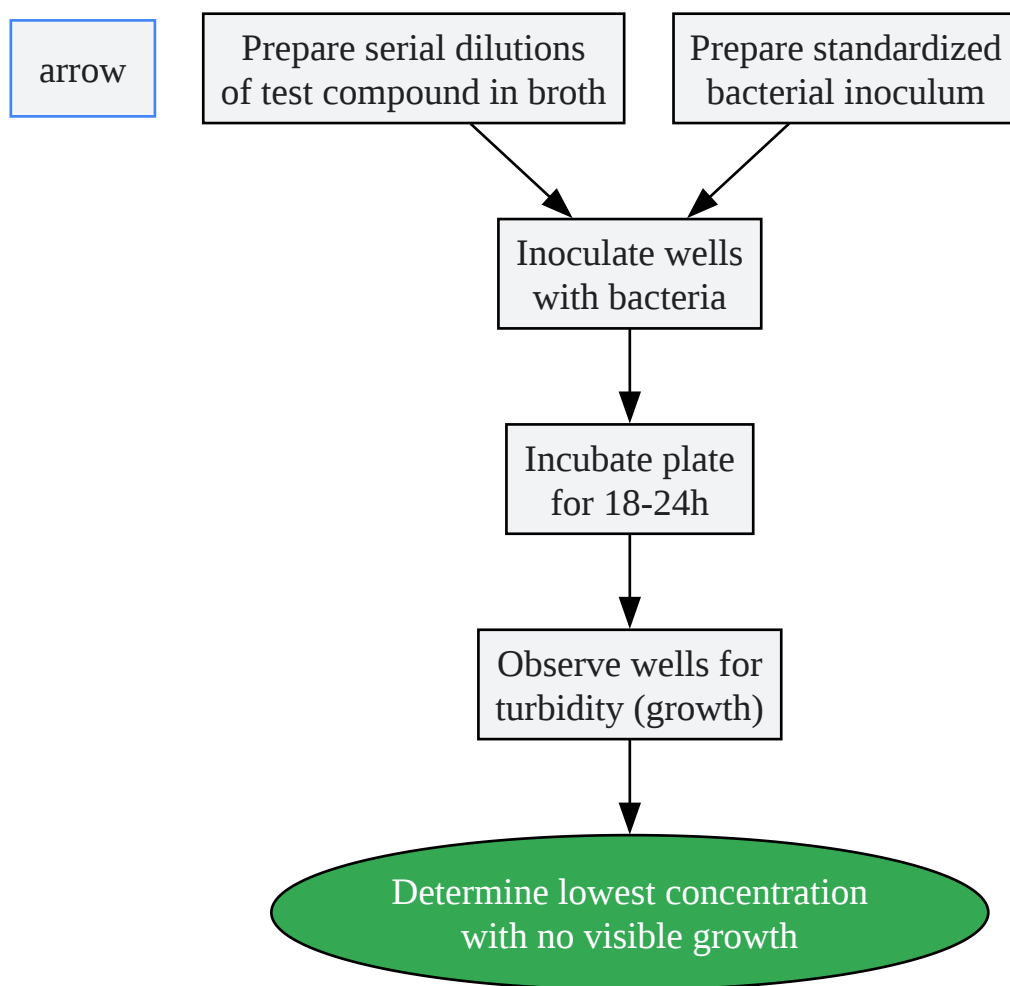 arrow
Prepare serial dilutions
of test compound in broth
Prepare standardized
bacterial inoculum
Inoculate wells
with bacteria
Incubate plate
for 18-24h
Observe wells for
turbidity (growth)
Determine lowest concentration
with no visible growth